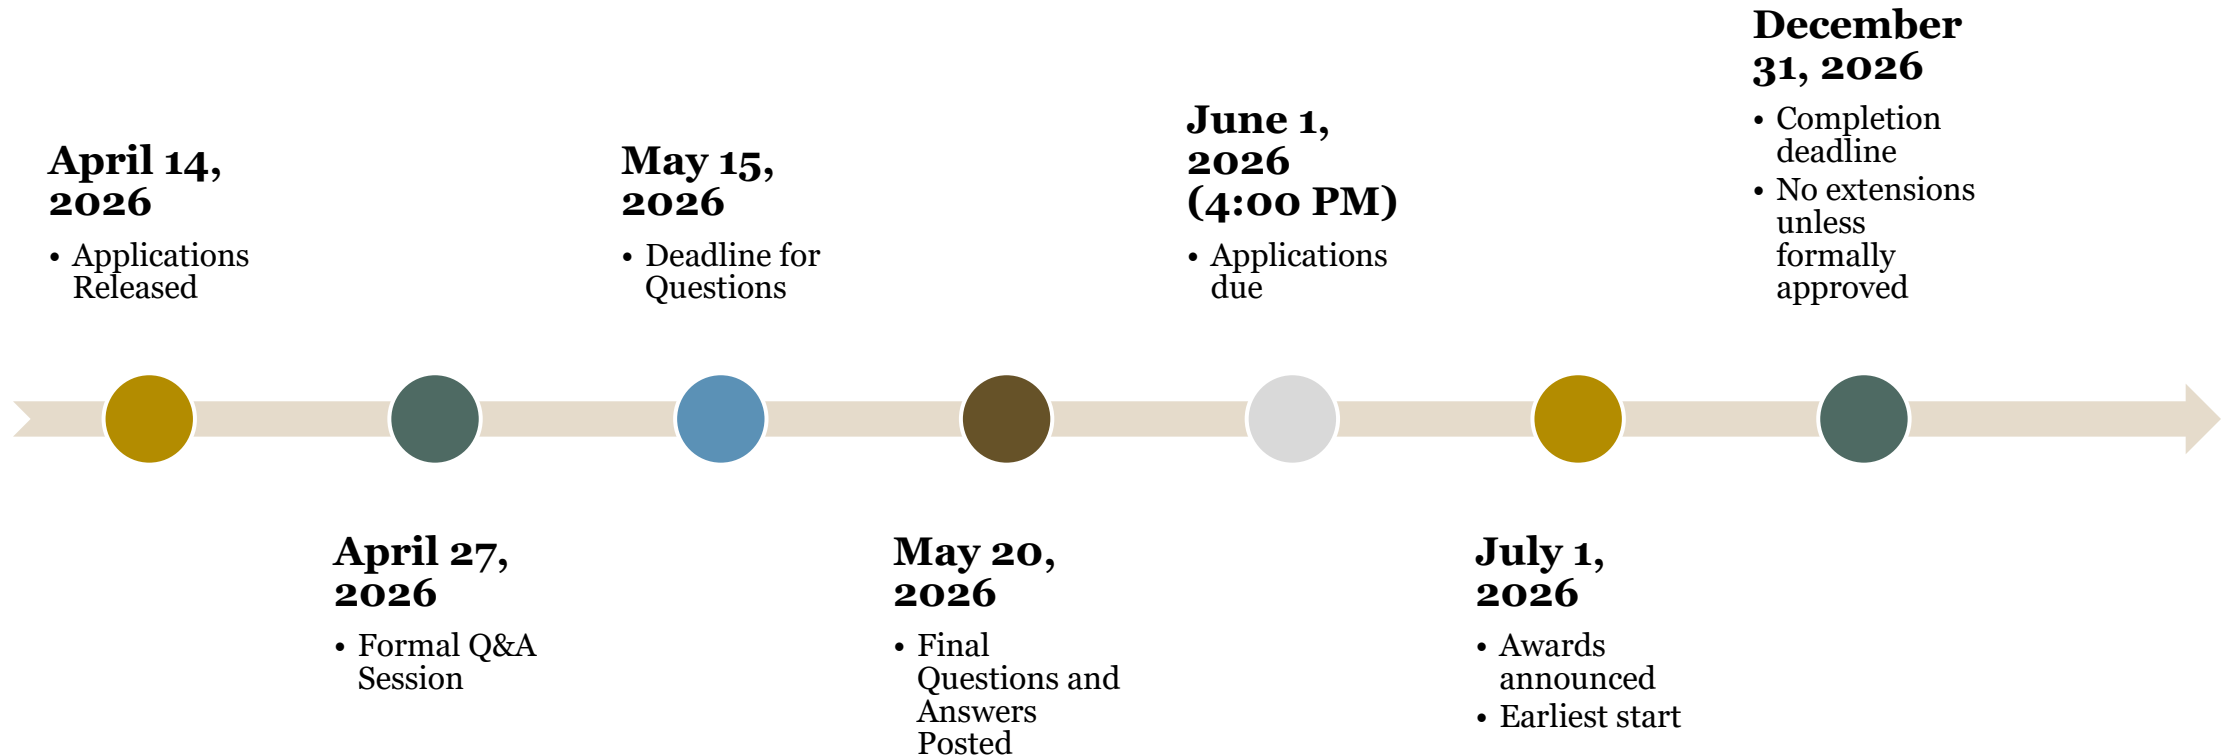 April 14,
2026
• Applications
Released
April 27,
2026
• Formal Q&A
Session
May 15,
2026
• Deadline for
Questions
May 20,
2026
• Final
Questions and
Answers
Posted
June 1,
2026
(4:00 PM)
• Applications
due
July 1,
2026
• Awards
announced
• Earliest start
December
31, 2026
• Completion
deadline
• No extensions
unless
formally
approved